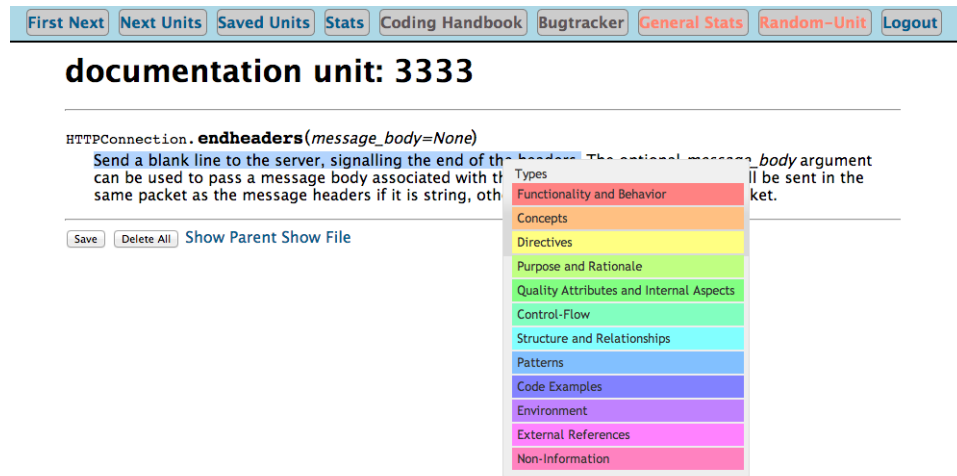 First Next Next Units Saved Units Stats Coding Handbook Bugtracker General Stats Random-Unit Logout
documentation unit: 3333
HTTPConnection.endheaders(message_body=None)
Send a blank line to the server, signalling the end of the headers. The optional message_body argument
can be used to pass a message body associated with th ll be sent in the
same packet as the message headers if it is string, oth ket.
Save Delete All Show Parent Show File
Types
Functionality and Behavior
Concepts
Directives
Purpose and Rationale
Quality Attributes and Internal Aspects
Control-Flow
Structure and Relationships
Patterns
Code Examples
Environment
External References
Non-Information